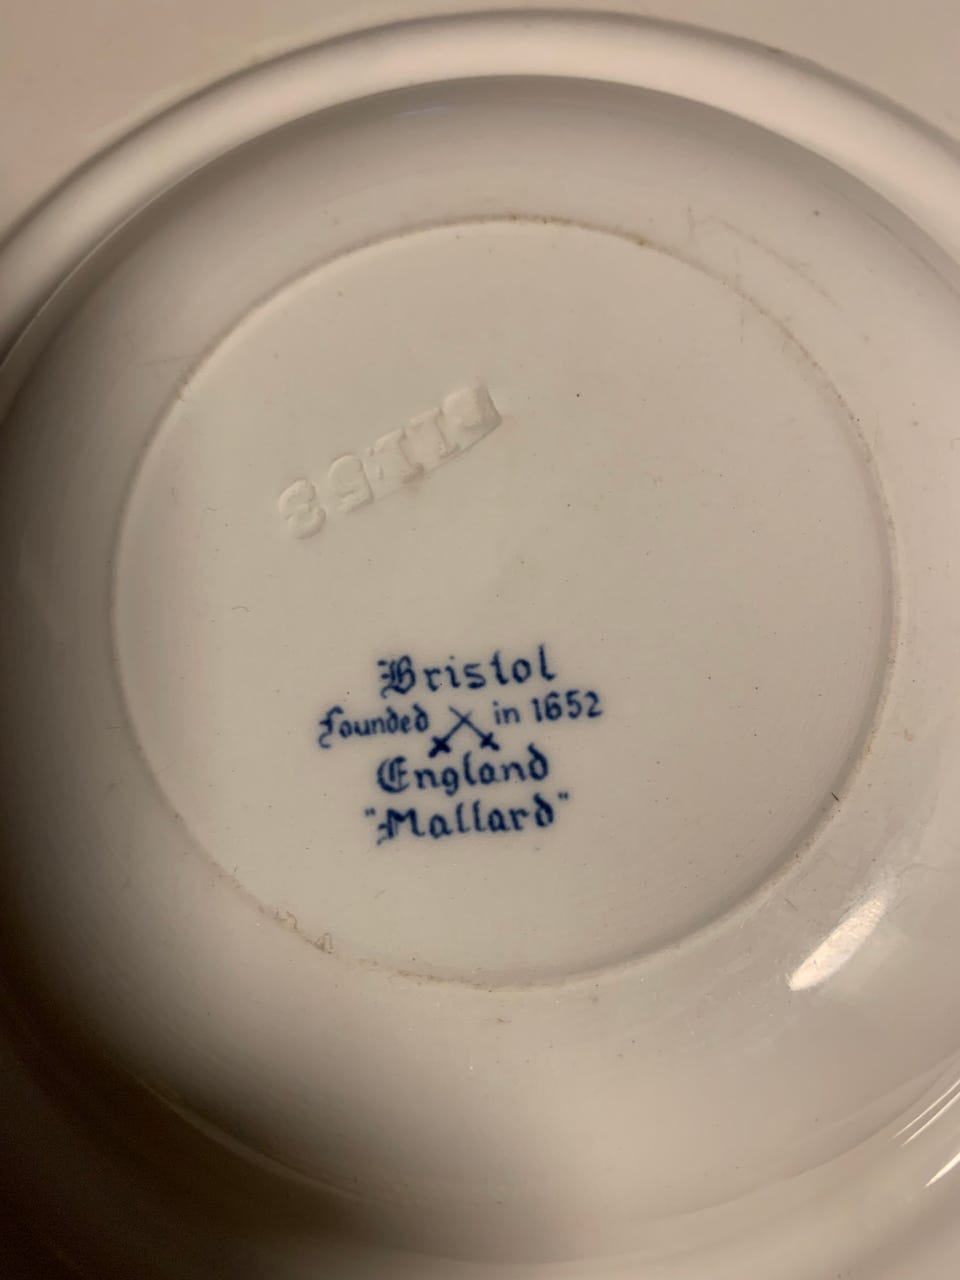 Bristol
Founded in 1652
England
"Mallard"